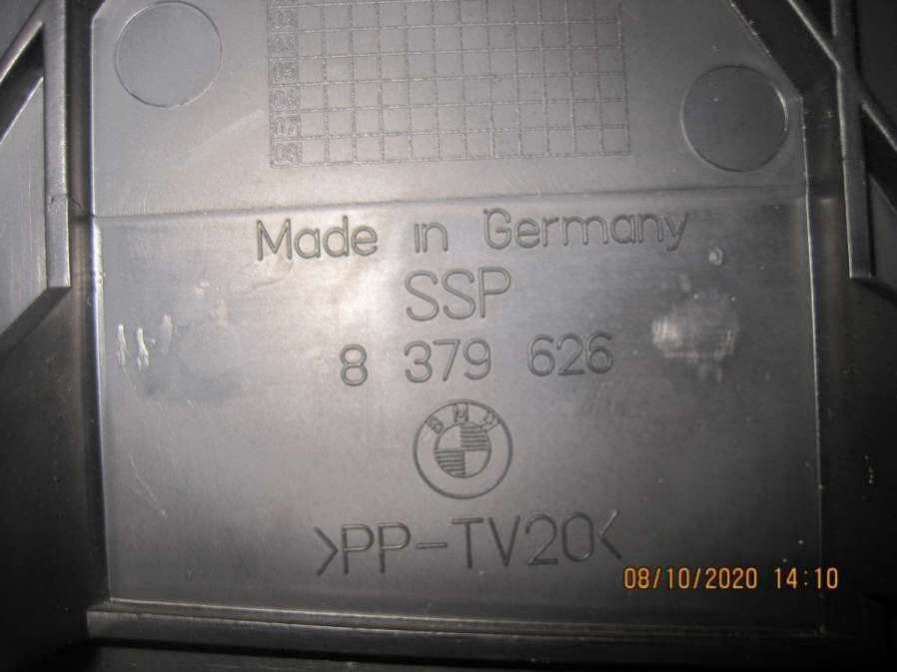 Made in Germany
SSP
8 379 626
BMW
>PP-TV20<
08/10/2020 14:10